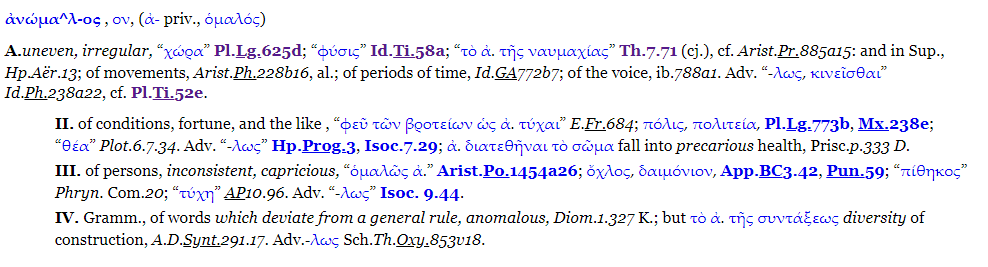 ἀνώμα^λ-ος , ον, (ἀ- priv., ὁμαλός)
A.uneven, irregular, “χώρα” Pl.Lg.625d; “φύσις” Id.Ti.58a; “τὸ ἀ. τῆς ναυμαχίας” Th.7.71 (cj.), cf. Arist.Pr.885a15: and in Sup.,
Hp.Aër.13; of movements, Arist.Ph.228b16, al.; of periods of time, Id.GA772b7; of the voice, ib.788a1. Adv. “-λως, κινεῖσθαι”
Id.Ph.238a22, cf. Pl.Ti.52e.
II. of conditions, fortune, and the like , “φεῦ τῶν βροτείων ὡς ἀ. τύχαι” E.Fr.684; πόλις, πολιτεία, Pl.Lg.773b, Mx.238e;
“θέα” Plot.6.7.34. Adv. “-λως” Hp.Prog.3, Isoc.7.29; ἀ. διατεθῆναι τὸ σῶμα fall into precarious health, Prisc.p.333 D.
III. of persons, inconsistent, capricious, “ὁμαλῶς ἀ.” Arist.Po.1454a26; ὄχλος, δαιμόνιον, App.BC3.42, Pun.59; “πίθηκος”
Phryn. Com.20; “τύχη” AP10.96. Adv. “-λως” Isoc. 9.44.
IV. Gramm., of words which deviate from a general rule, anomalous, Diom.1.327 K.; but τὸ ἀ. τῆς συντάξεως diversity of
construction, A.D.Synt.291.17. Adv.-λως Sch.Th.Oxy.853v18.